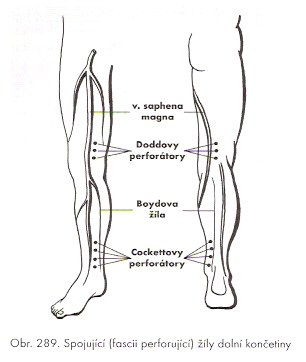 v. saphena
magna
Doddovy
perforátory
Boydova
žíla
Cockettovy
perforátory
Obr. 289. Spojující (fascii perforující) žíly dolní končetiny